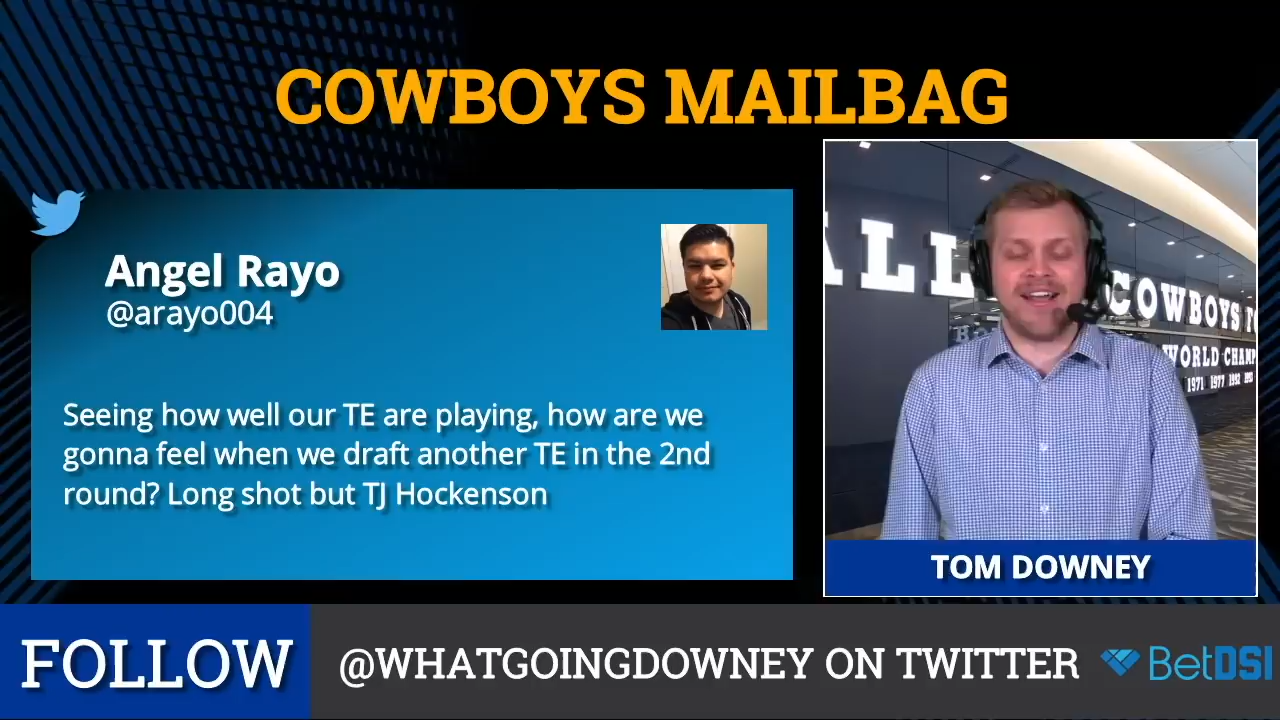 COWBOYS MAILBAG
Angel Rayo
@arayo004
Seeing how well our TE are playing, how are we
gonna feel when we draft another TE in the 2nd
round? Long shot but TJ Hockenson
ALL
COWBOYS
WORLD CHAMP
1971 1977 1992
TOM DOWNEY
FOLLOW
@WHATGOINGDOWNEY ON TWITTER
BetDSI